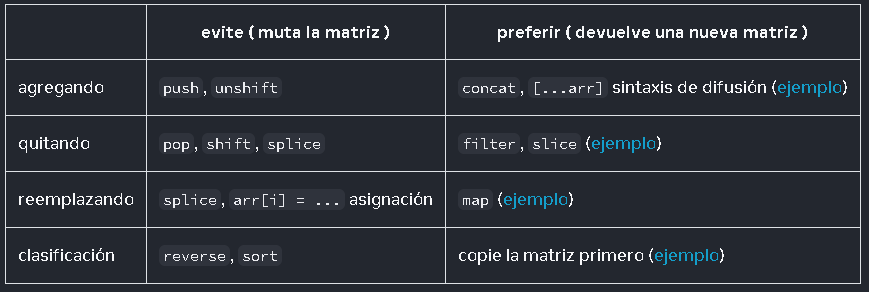 evite ( muta la matriz ) preferir ( devuelve una nueva matriz )
agregando push, unshift concat, [...arr] sintaxis de difusión (ejemplo)
quitando pop, shift, splice filter, slice (ejemplo)
reemplazando splice, arr[i] = ... asignación map (ejemplo)
clasificación reverse, sort copie la matriz primero (ejemplo)